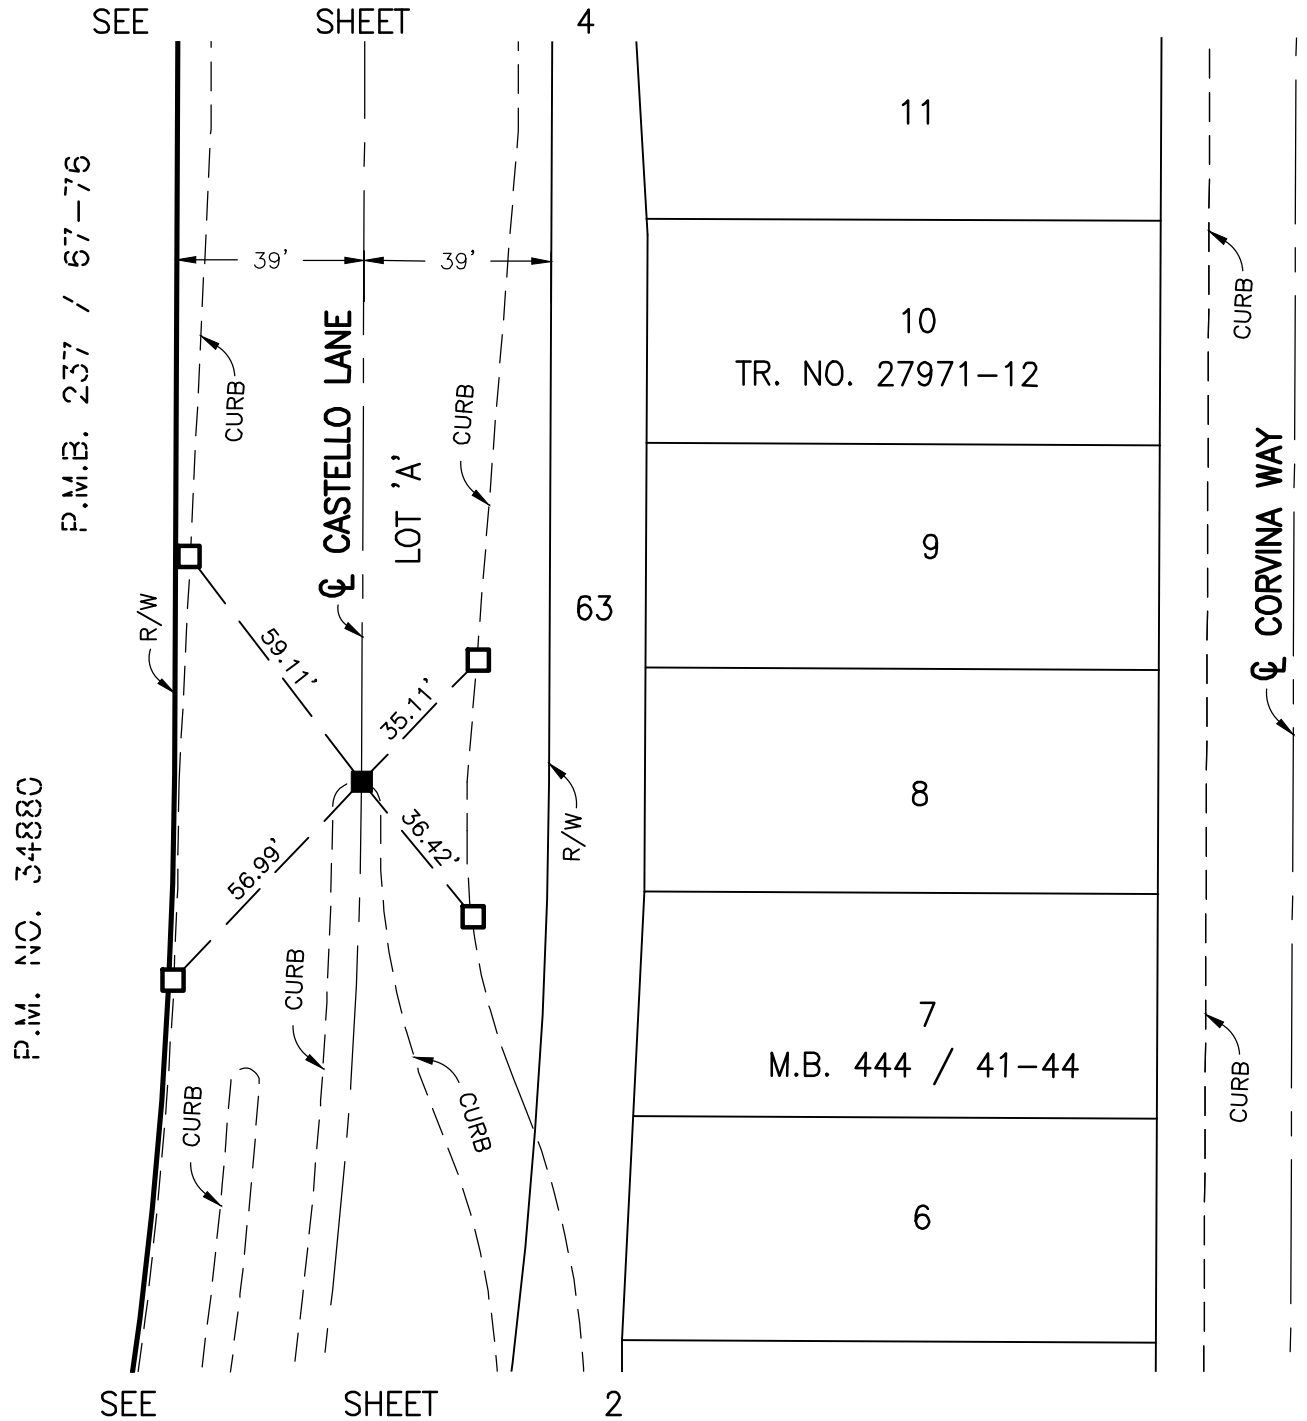 SEE SHEET 4
11
P.M.B. 237 / 67-76
39'
39'
CURB
10
TR. NO. 27971-12
CURB
CURB
℄ CASTELLO LANE
LOT 'A'
9
℄ CORVINA WAY
R/W
63
59.11'
35.11'
8
P.M. NO. 34880
36.42'
56.99'
R/W
CURB
7
M.B. 444 / 41-44
CURB
CURB
CURB
6
SEE SHEET 2